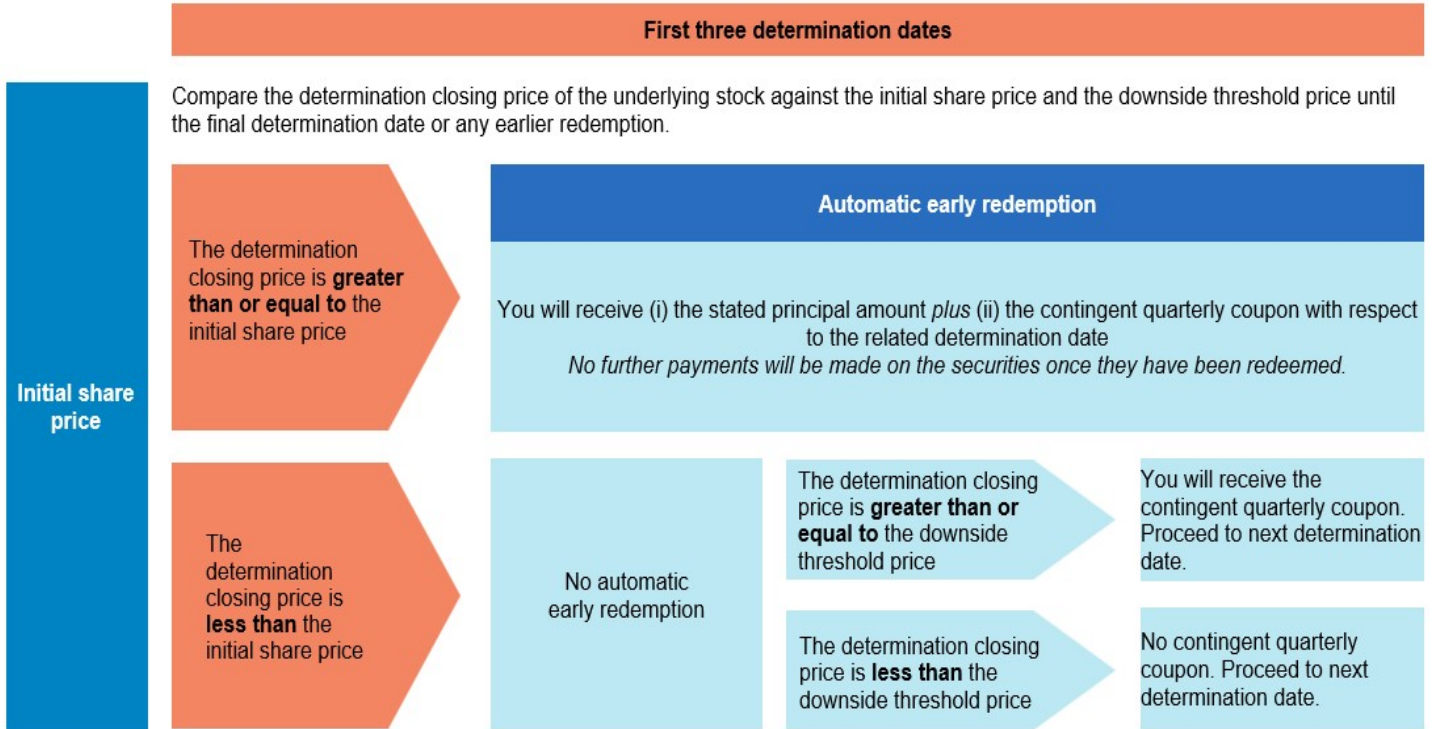 First three determination dates
Compare the determination closing price of the underlying stock against the initial share price and the downside threshold price until
the final determination date or any earlier redemption.
Initial share
price
The determination
closing price is greater
than or equal to the
initial share price
Automatic early redemption
You will receive (i) the stated principal amount plus (ii) the contingent quarterly coupon with respect
to the related determination date
No further payments will be made on the securities once they have been redeemed.
The
determination
closing price is
less than the
initial share price
No automatic
early redemption
The determination closing
price is greater than or
equal to the downside
threshold price
You will receive the
contingent quarterly coupon.
Proceed to next determination
date.
The determination closing
price is less than the
downside threshold price
No contingent quarterly
coupon. Proceed to next
determination date.